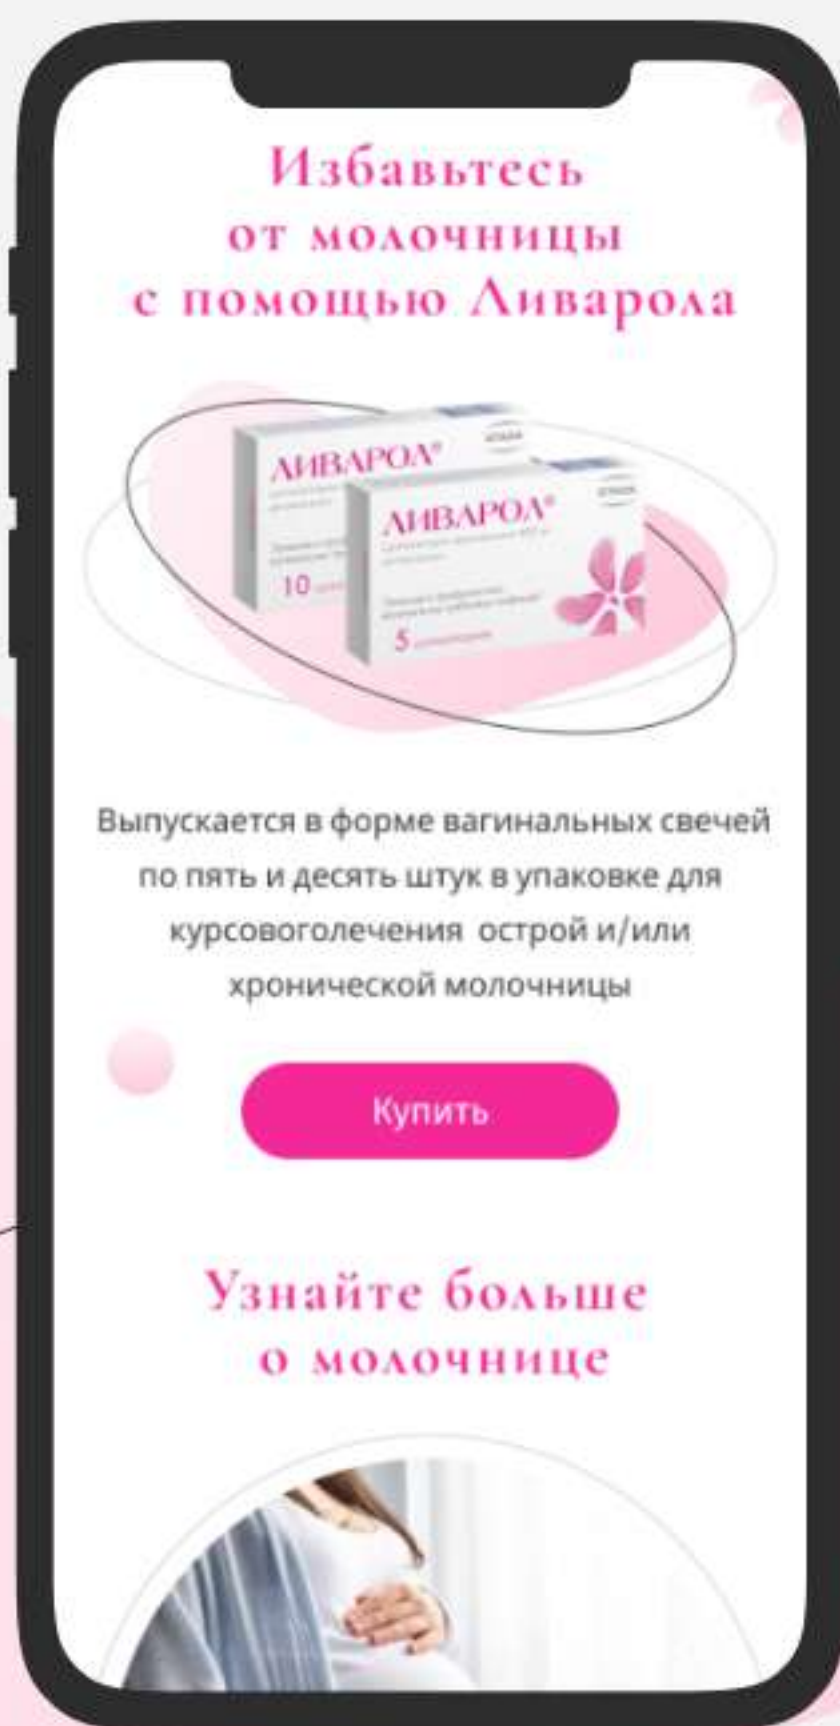 Избавьтесь
от молочницы
с помощью Ливарола
ЛИВАРОЛ®
10
ЛИВАРОЛ®
5
Выпускается в форме вагинальных свечей
по пять и десять штук в упаковке для
курсовоголечения острой и/или
хронической молочницы
Купить
Узнайте больше
о молочнице